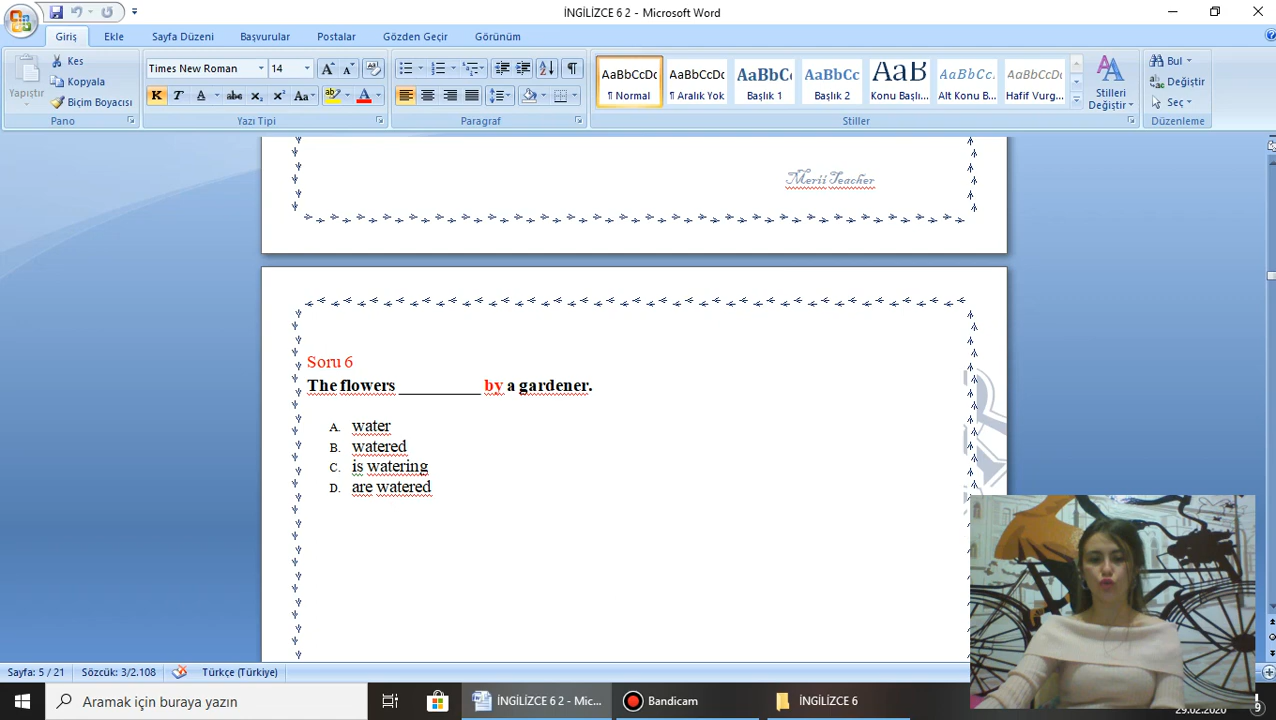 İNGİLİZCE 6 2 - Microsoft Word
Giriş Ekle Sayfa Düzeni Başvurular Postalar Gözden Geçir Görünüm
Yapıştır
Kes
Kopyala
Biçim Boyacısı
Pano
Times New Roman 14
K T A abc x₂ x² Aa
Yazı Tipi
Paragraf
AaBbCcDc ¶ Normal
AaBbCcDc ¶ Aralık Yok
AaBbCc Başlık 1
AaBbCc Başlık 2
AaB Konu Başlı...
AaBbCc. Alt Konu B...
AaBbCcDc Hafif Vurg...
Stilleri Değiştir
Stiller
Bul
Değiştir
Seç
Düzenleme
Merii Teacher
Soru 6
The flowers _________ by a gardener.
A. water
B. watered
C. is watering
D. are watered
Sayfa: 5 / 21 Sözcük: 3/2.108 Türkçe (Türkiye)
Aramak için buraya yazın
İNGİLİZCE 6 2 - Mic...
Bandicam
İNGİLİZCE 6
29.02.2020